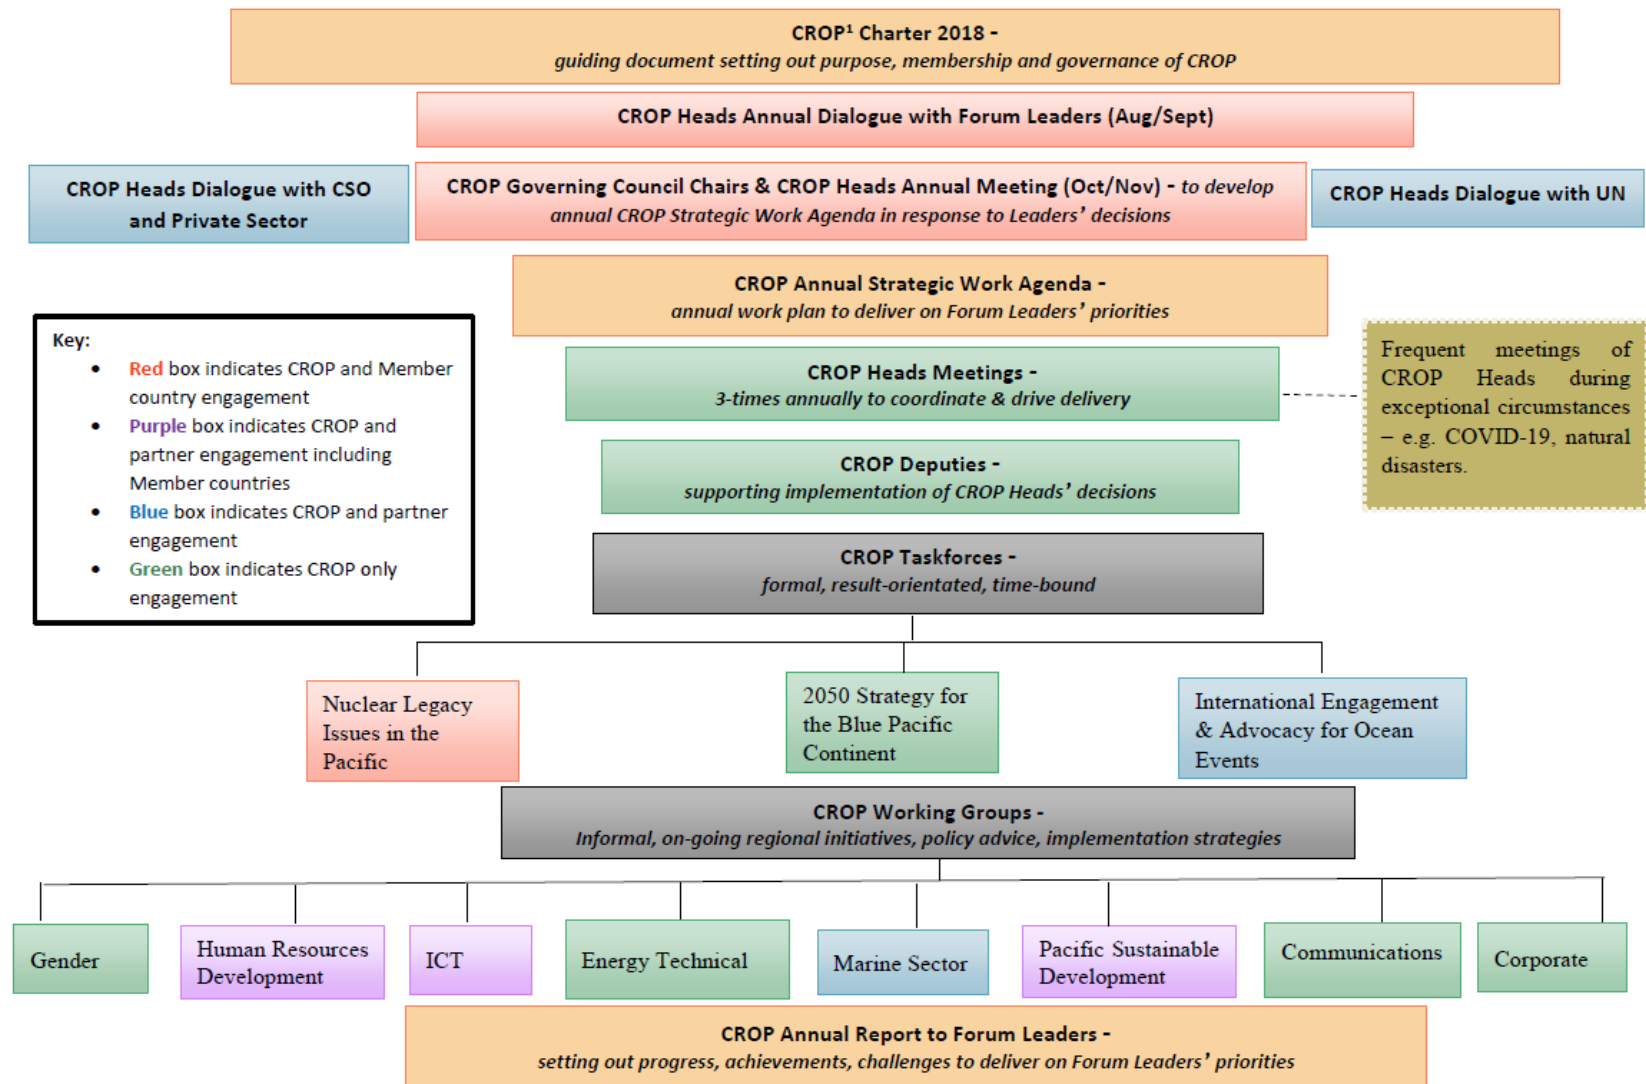 CROP¹ Charter 2018 -
guiding document setting out purpose, membership and governance of CROP
CROP Heads Annual Dialogue with Forum Leaders (Aug/Sept)
CROP Heads Dialogue with CSO
and Private Sector
CROP Governing Council Chairs & CROP Heads Annual Meeting (Oct/Nov) - to develop
annual CROP Strategic Work Agenda in response to Leaders’ decisions
CROP Heads Dialogue with UN
CROP Annual Strategic Work Agenda -
annual work plan to deliver on Forum Leaders’ priorities
Key:
• Red box indicates CROP and Member
country engagement
• Purple box indicates CROP and
partner engagement including
Member countries
• Blue box indicates CROP and partner
engagement
• Green box indicates CROP only
engagement
CROP Heads Meetings -
3-times annually to coordinate & drive delivery
Frequent meetings of
CROP Heads during
exceptional circumstances
– e.g. COVID-19, natural
disasters.
CROP Deputies -
supporting implementation of CROP Heads’ decisions
CROP Taskforces -
formal, result-orientated, time-bound
Nuclear Legacy
Issues in the
Pacific
2050 Strategy for
the Blue Pacific
Continent
International Engagement
& Advocacy for Ocean
Events
CROP Working Groups -
Informal, on-going regional initiatives, policy advice, implementation strategies
Gender
Human Resources
Development
ICT
Energy Technical
Marine Sector
Pacific Sustainable
Development
Communications
Corporate
CROP Annual Report to Forum Leaders -
setting out progress, achievements, challenges to deliver on Forum Leaders’ priorities